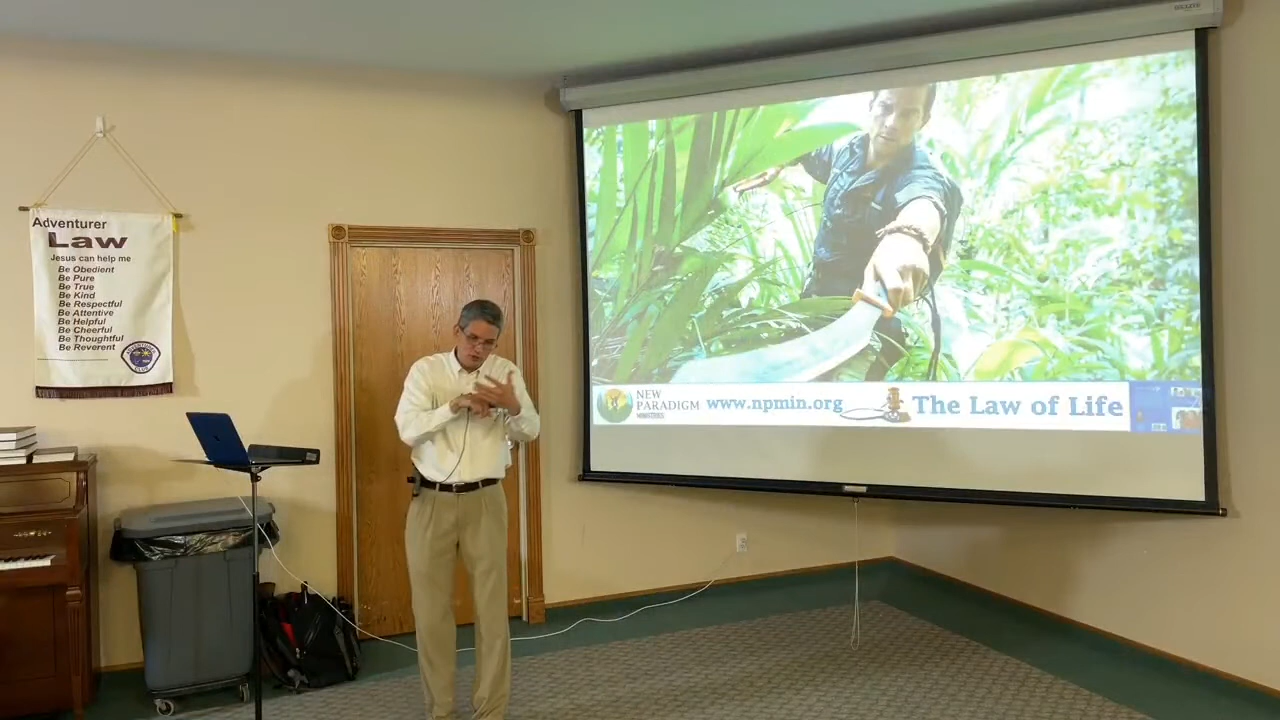 Adventurer
Law
Jesus can help me
Be Obedient
Be Pure
Be True
Be Kind
Be Respectful
Be Attentive
Be Helpful
Be Cheerful
Be Thoughtful
Be Reverent
NEW
PARADIGM
MINISTRIES
www.npmin.org
The Law of Life